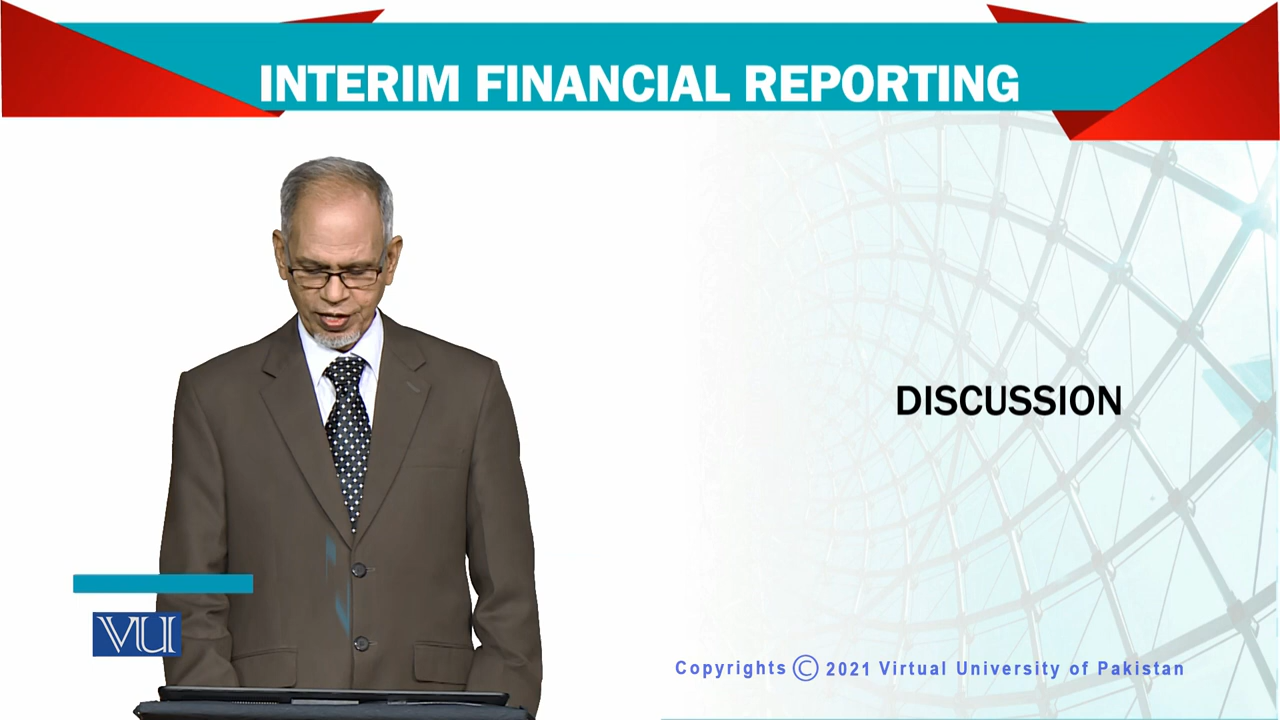 INTERIM FINANCIAL REPORTING
DISCUSSION
VU
Copyrights © 2021 Virtual University of Pakistan